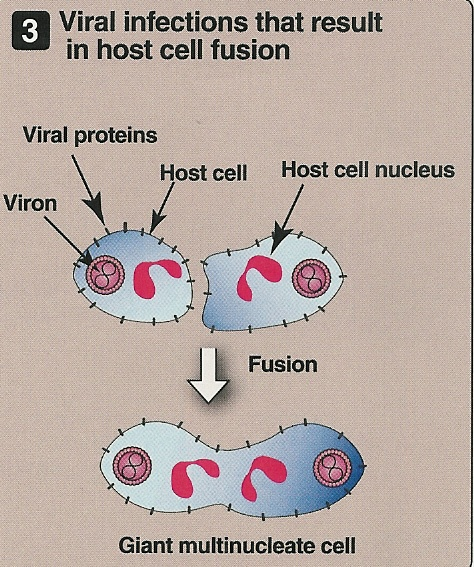 3 Viral infections that result
in host cell fusion
Viral proteins
Host cell
Host cell nucleus
Viron
Fusion
Giant multinucleate cell